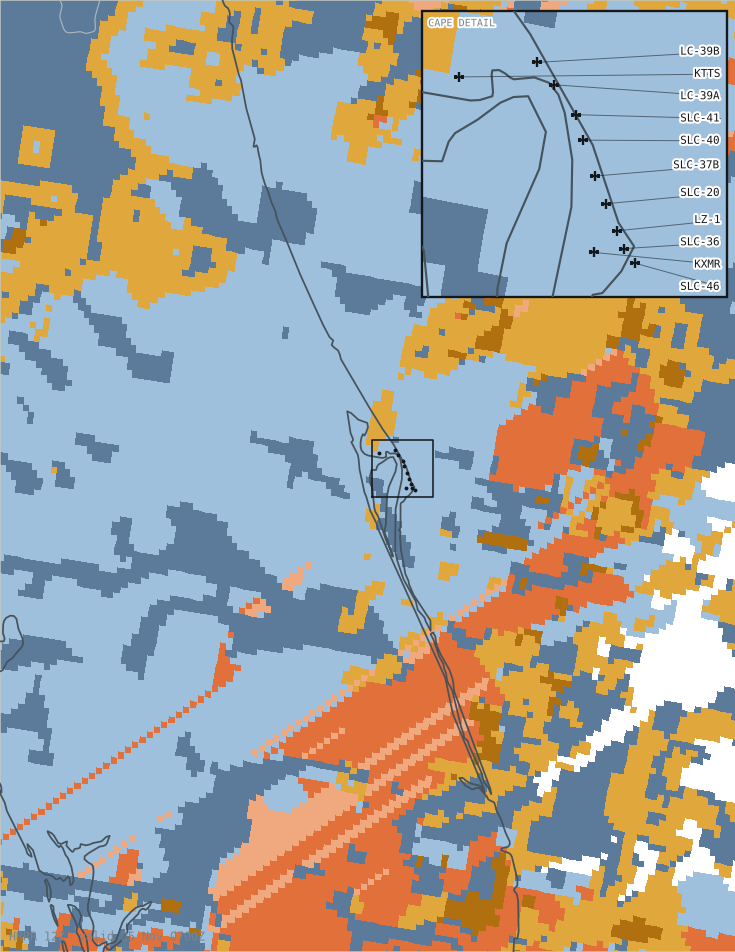 CAPE DETAIL
LC-39B
KTTS
LC-39A
SLC-41
SLC-40
SLC-37B
SLC-20
LZ-1
SLC-36
KXMR
SLC-46